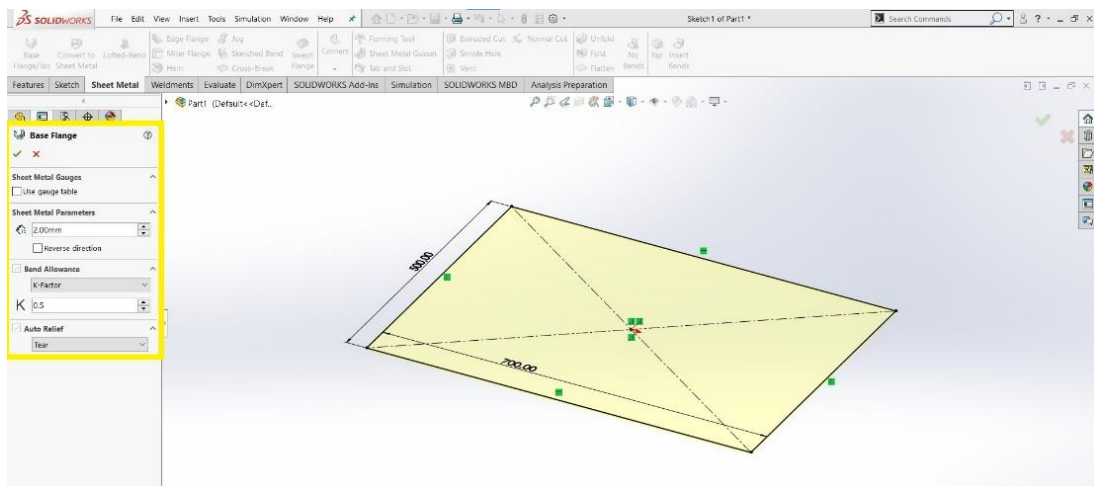 SOLIDWORKS File Edit View Insert Tools Simulation Window Help Sketch1 of Part1 * Search Commands
Base Flange/Tab Convert to Sheet Metal Lofted-Bend Edge Flange Miter Flange Hem Jog Sketched Bend Cross-Break Swept Flange Corners Forming Tool Sheet Metal Gusset Tab and Slot Extruded Cut Simple Hole Vent Normal Cut Unfold Fold Flatten No Bends Rip Insert Bends
Features Sketch Sheet Metal Weldments Evaluate DimXpert SOLIDWORKS Add-Ins Simulation SOLIDWORKS MBD Analysis Preparation
Part1 (Default<<Def..
Base Flange
Sheet Metal Gauges
Use gauge table
Sheet Metal Parameters
2.00mm
Reverse direction
Bend Allowance
K-Factor
K 0.5
Auto Relief
Tear
500.00
700.00